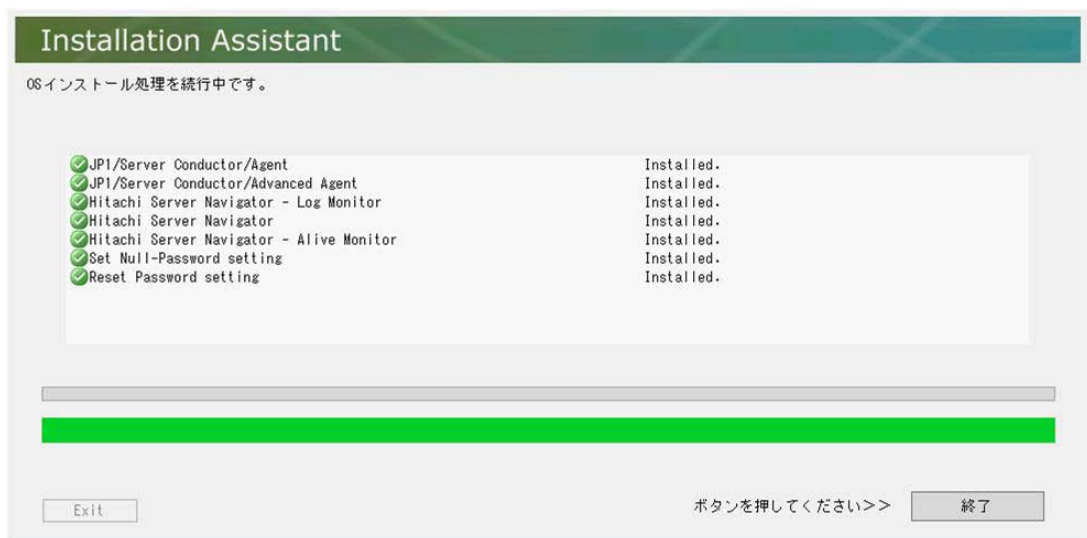 Installation Assistant
OSインストール処理を続行中です。
JP1/Server Conductor/Agent Installed.
JP1/Server Conductor/Advanced Agent Installed.
Hitachi Server Navigator - Log Monitor Installed.
Hitachi Server Navigator Installed.
Hitachi Server Navigator - Alive Monitor Installed.
Set Null-Password setting Installed.
Reset Password setting Installed.
Exit ボタンを押してください>> 終了